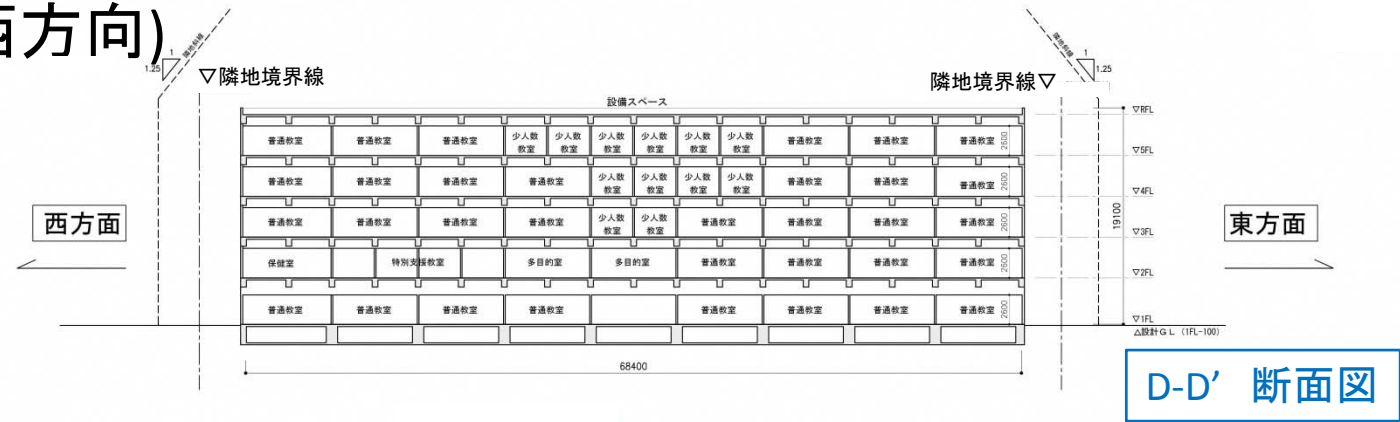 西方向)
1
1.25
隣地斜線
▽隣地境界線
隣地境界線▽
隣地斜線
1
1.25
設備スペース
▽RFL
普通教室 普通教室 普通教室 少人数教室 少人数教室 少人数教室 少人数教室 少人数教室 少人数教室 普通教室 普通教室 普通教室 2600
▽5FL
普通教室 普通教室 普通教室 普通教室 少人数教室 少人数教室 少人数教室 少人数教室 普通教室 普通教室 普通教室 2600
▽4FL
西方面
普通教室 普通教室 普通教室 普通教室 少人数教室 少人数教室 普通教室 普通教室 普通教室 普通教室 2600
19100
▽3FL
東方面
保健室 特別支援教室 多目的室 多目的室 普通教室 普通教室 普通教室 普通教室 2600
▽2FL
普通教室 普通教室 普通教室 普通教室 普通教室 普通教室 普通教室 普通教室 2600
▽1FL
△設計GL (1FL-100)
68400
D-D’ 断面図